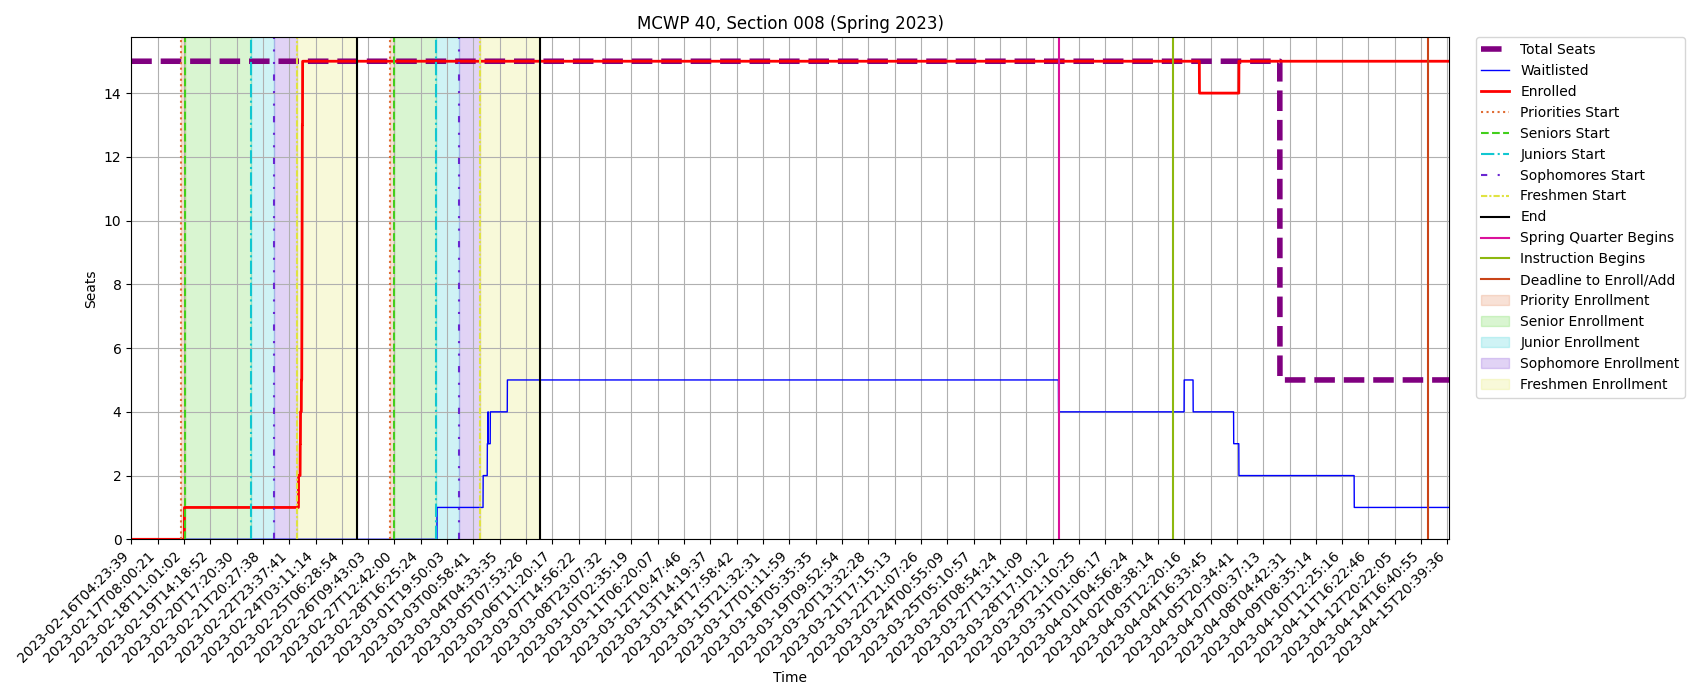 MCWP 40, Section 008 (Spring 2023)
Seats
14
12
10
8
6
4
2
0
2023-02-16T04:23:39
2023-02-17T08:00:21
2023-02-18T11:01:02
2023-02-19T14:18:52
2023-02-20T17:20:30
2023-02-21T20:27:38
2023-02-22T23:37:41
2023-02-24T03:11:14
2023-02-25T06:28:54
2023-02-26T09:43:03
2023-02-27T12:42:00
2023-02-28T16:25:24
2023-03-01T19:50:03
2023-03-03T00:58:41
2023-03-04T04:33:35
2023-03-05T07:53:26
2023-03-06T11:20:17
2023-03-07T14:56:22
2023-03-08T23:07:32
2023-03-10T02:35:19
2023-03-11T06:20:07
2023-03-12T10:47:46
2023-03-13T14:19:37
2023-03-14T17:58:42
2023-03-15T21:32:31
2023-03-17T01:11:59
2023-03-18T05:35:35
2023-03-19T09:52:54
2023-03-20T13:32:28
2023-03-21T17:15:13
2023-03-22T21:07:26
2023-03-24T00:55:09
2023-03-25T05:10:57
2023-03-26T08:54:24
2023-03-27T13:11:09
2023-03-28T17:10:12
2023-03-29T21:10:25
2023-03-31T01:06:17
2023-04-01T04:56:24
2023-04-02T08:38:14
2023-04-03T12:20:16
2023-04-04T16:33:45
2023-04-05T20:34:41
2023-04-07T00:37:13
2023-04-08T04:42:31
2023-04-09T08:35:14
2023-04-10T12:25:16
2023-04-11T16:22:46
2023-04-12T20:22:05
2023-04-14T16:40:55
2023-04-15T20:39:36
Time
Total Seats
Waitlisted
Enrolled
Priorities Start
Seniors Start
Juniors Start
Sophomores Start
Freshmen Start
End
Spring Quarter Begins
Instruction Begins
Deadline to Enroll/Add
Priority Enrollment
Senior Enrollment
Junior Enrollment
Sophomore Enrollment
Freshmen Enrollment